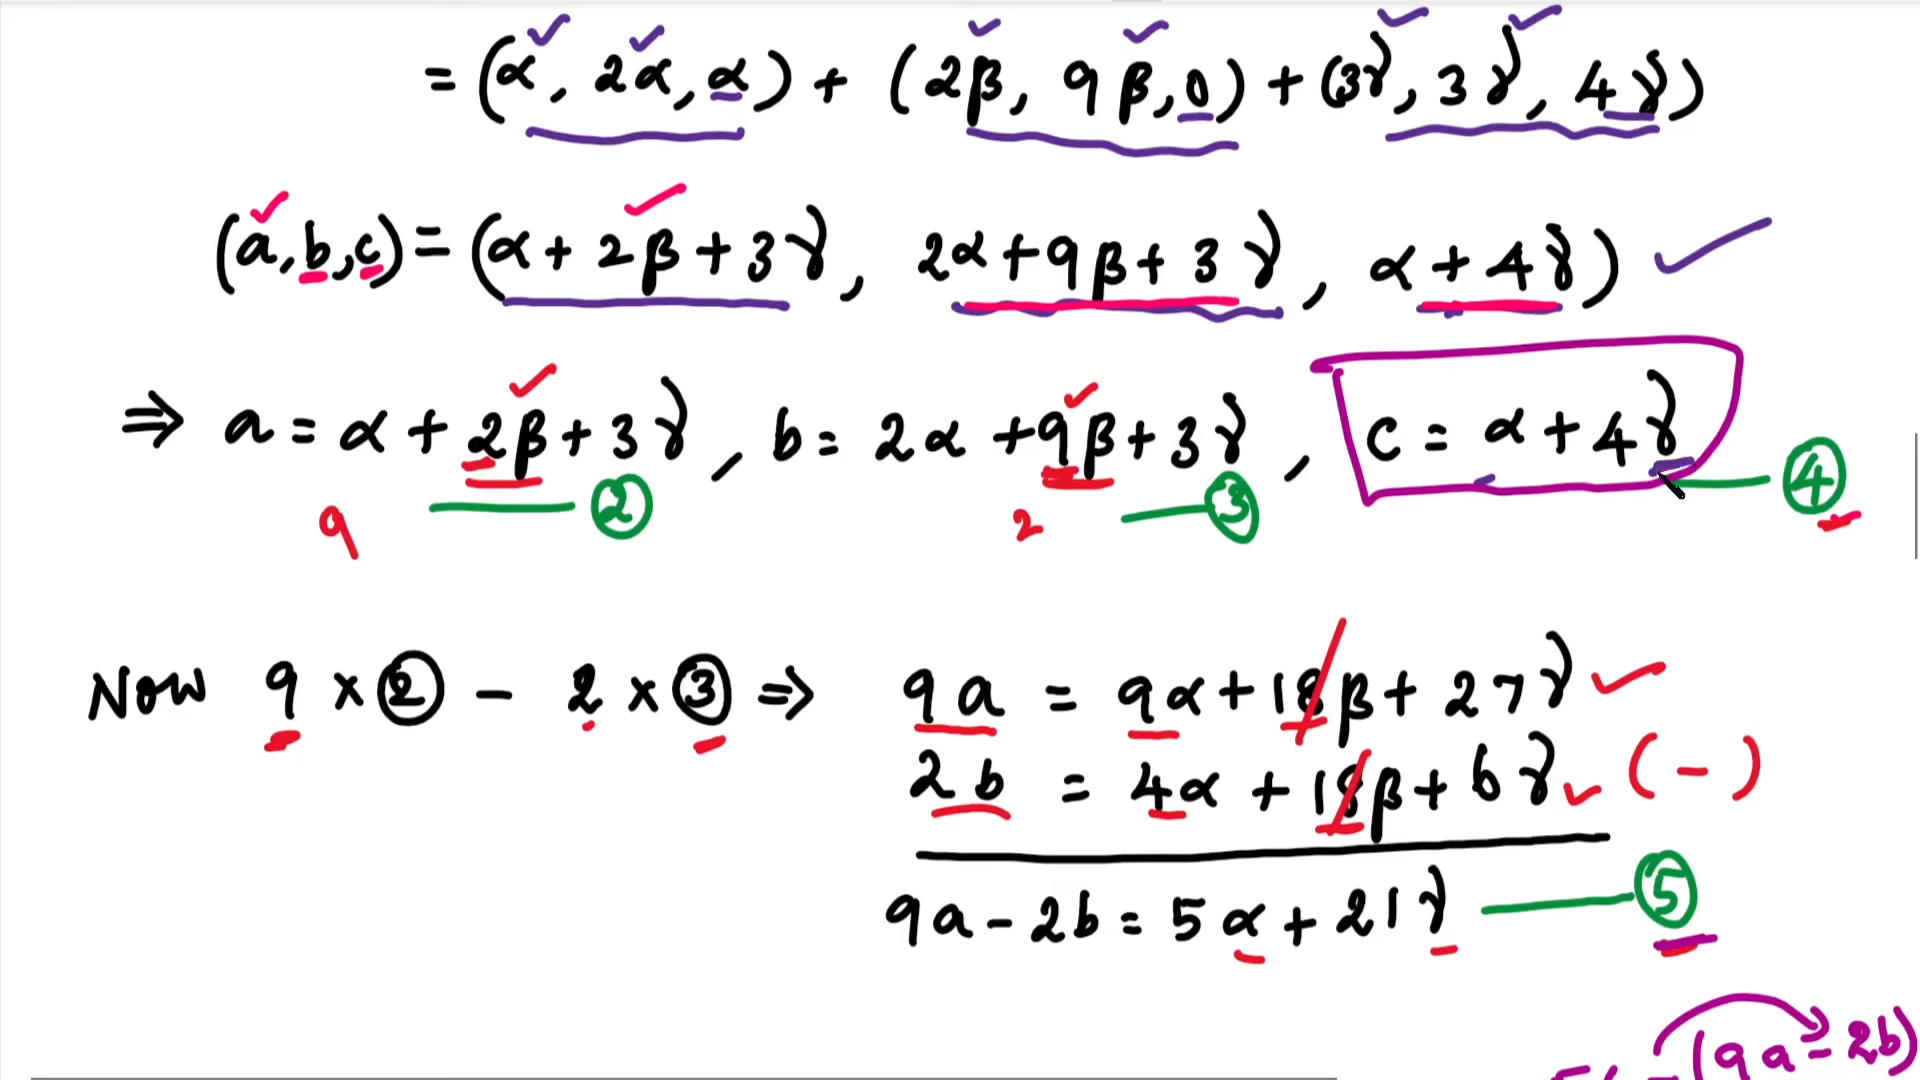 = (α, 2α, α) + (2β, 9β, 0) + (3γ, 3γ, 4γ)
(a, b, c) = (α + 2β + 3γ, 2α + 9β + 3γ, α + 4γ)
⇒ a = α + 2β + 3γ, b = 2α + 9β + 3γ, c = α + 4γ
9 ② 2 ③ ④
Now 9 × ② - 2 × ③ ⇒ 9a = 9α + 18β + 27γ
2b = 4α + 18β + 6γ (-)
9a - 2b = 5α + 21γ ⑤
(9a - 2b)